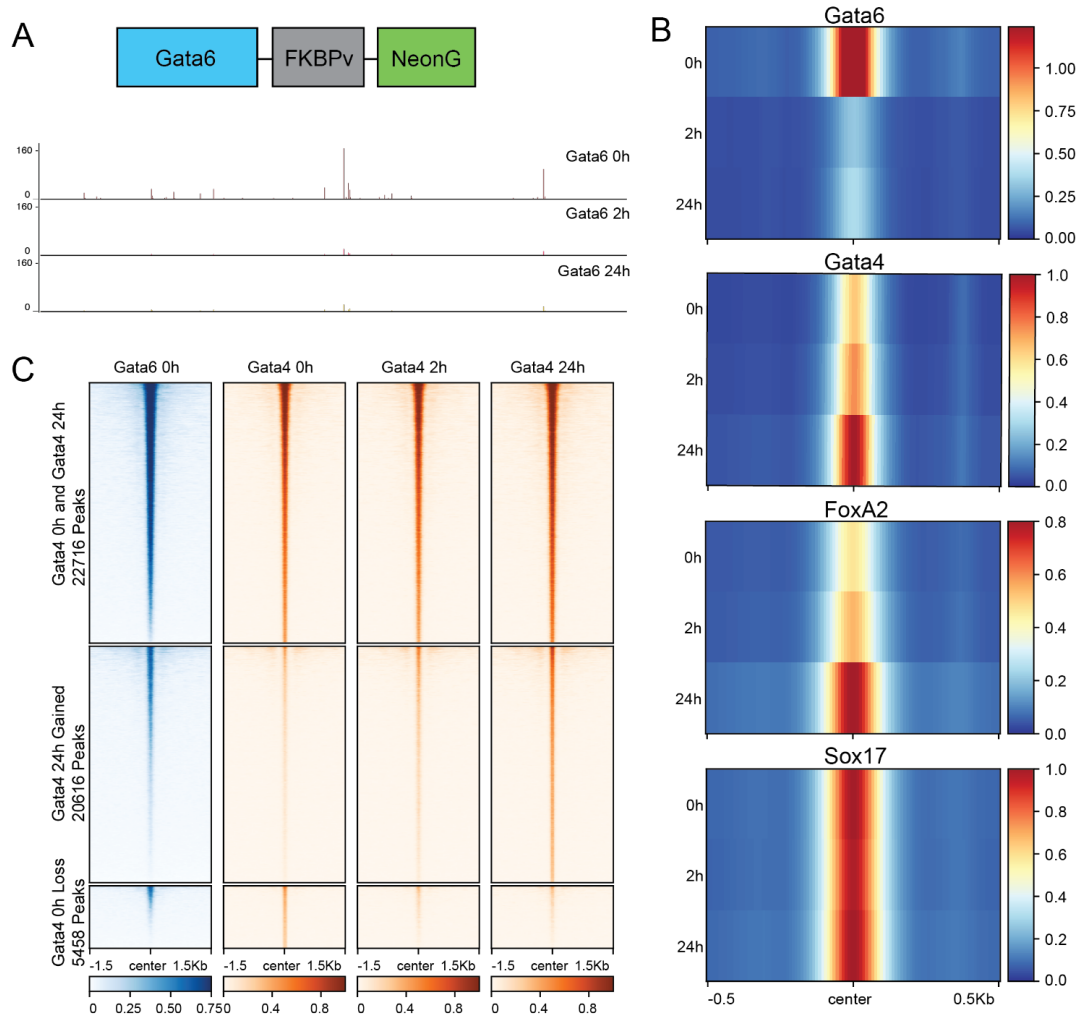 A
Gata6
FKBPv
NeonG
160
0
Gata6 0h
160
0
Gata6 2h
160
0
Gata6 24h
B
Gata6
0h
2h
24h
1.00
0.75
0.50
0.25
0.00
Gata4
0h
2h
24h
1.0
0.8
0.6
0.4
0.2
0.0
FoxA2
0h
2h
24h
0.8
0.6
0.4
0.2
0.0
Sox17
0h
2h
24h
1.0
0.8
0.6
0.4
0.2
0.0
-0.5 center 0.5Kb
C
Gata6 0h Gata4 0h Gata4 2h Gata4 24h
Gata4 0h and Gata4 24h
22716 Peaks
Gata4 24h Gained
20616 Peaks
Gata4 0h Loss
5458 Peaks
-1.5 center 1.5Kb -1.5 center 1.5Kb -1.5 center 1.5Kb -1.5 center 1.5Kb
0 0.25 0.50 0.75 0 0.4 0.8 0 0.4 0.8 0 0.4 0.8